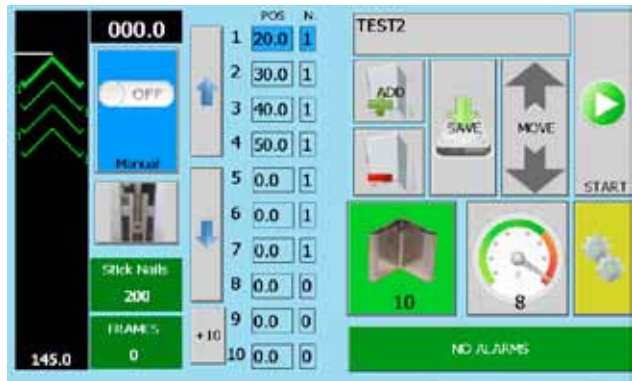 POS N.
000.0
1 20.0 1
2 30.0 1
3 40.0 1
4 50.0 1
5 0.0 1
6 0.0 1
7 0.0 1
8 0.0 0
9 0.0 0
10 0.0 0
+10
OFF
Manual
Stick Nails
200
FRAMES
0
145.0
TEST2
ADD
SAVE
MOVE
START
10
8
NO ALARMS